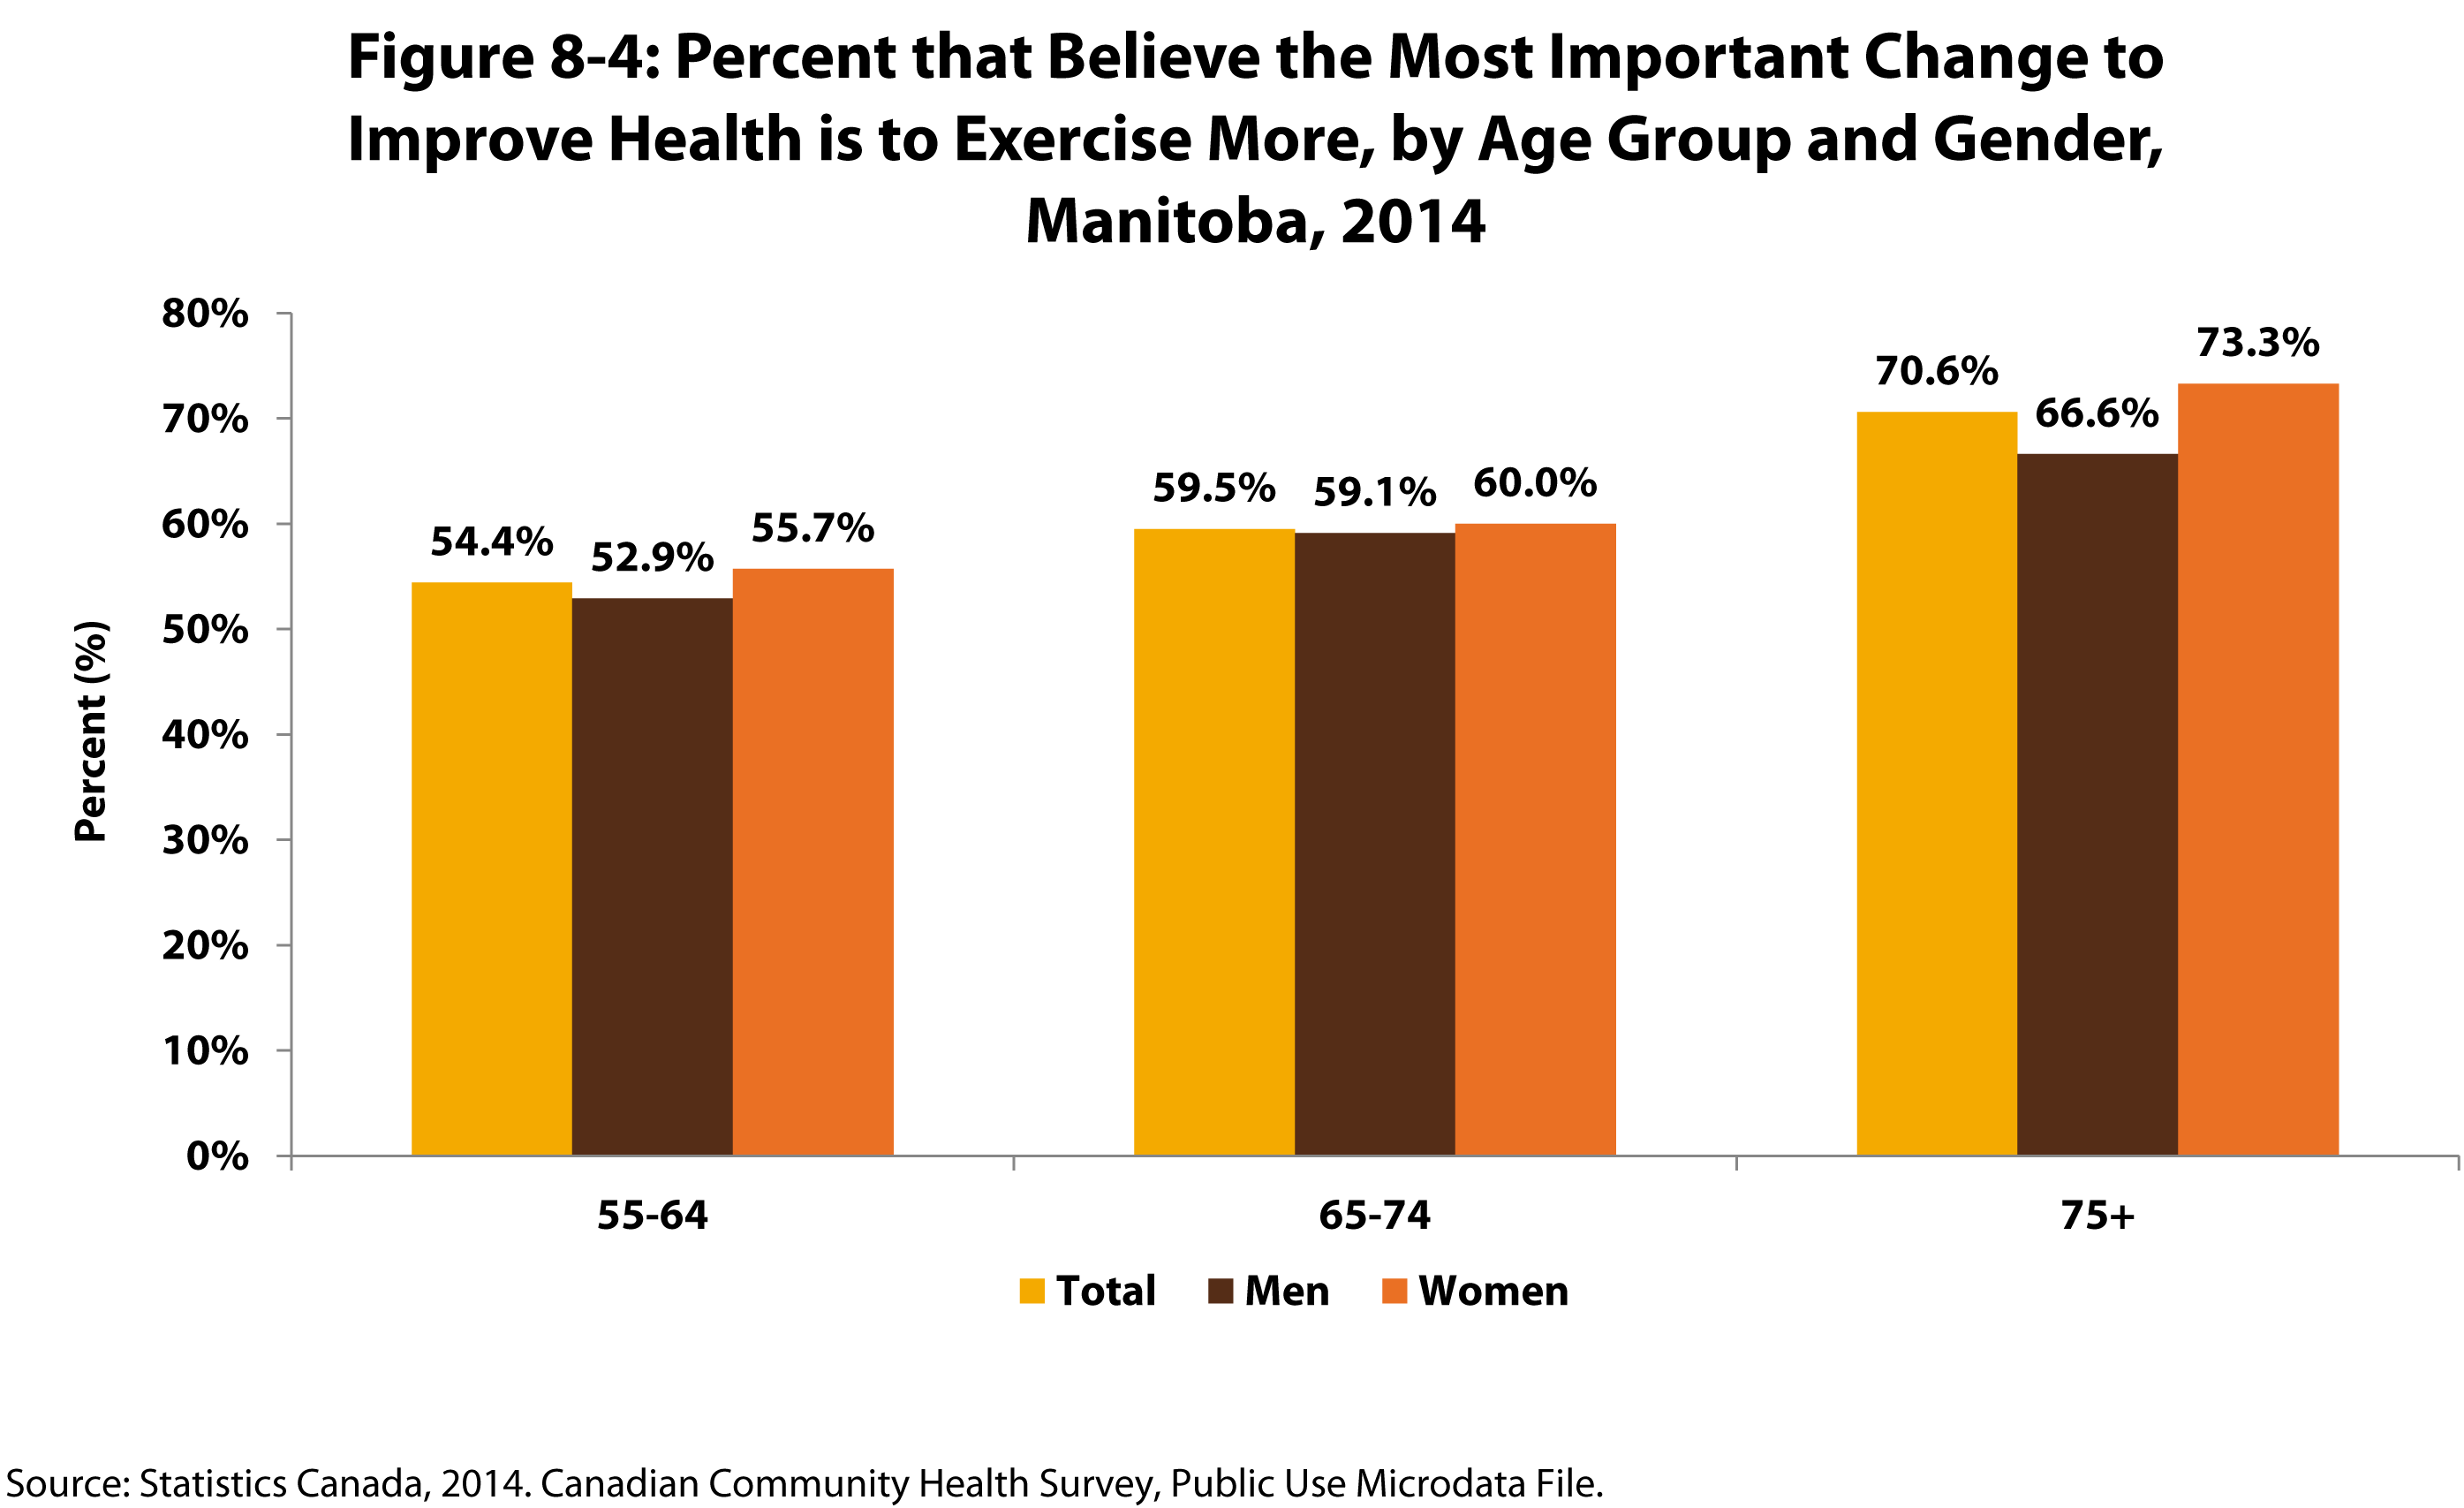 Figure 8-4: Percent that Believe the Most Important Change to
Improve Health is to Exercise More, by Age Group and Gender,
Manitoba, 2014
80%
70%
60%
50%
40%
30%
20%
10%
0%
Percent (%)
54.4%
52.9%
55.7%
59.5%
59.1%
60.0%
70.6%
66.6%
73.3%
55-64
65-74
75+
Total
Men
Women
Source: Statistics Canada, 2014. Canadian Community Health Survey, Public Use Microdata File.